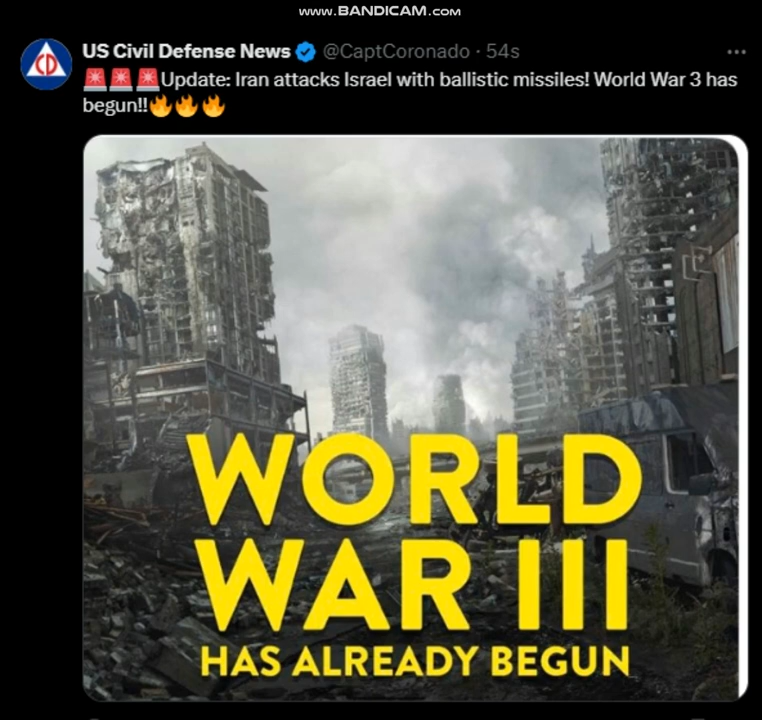 www.BANDICAM.com
US Civil Defense News @CaptCoronado · 54s
🚨🚨🚨Update: Iran attacks Israel with ballistic missiles! World War 3 has
begun!!🔥🔥🔥
CD
WORLD
WAR III
HAS ALREADY BEGUN